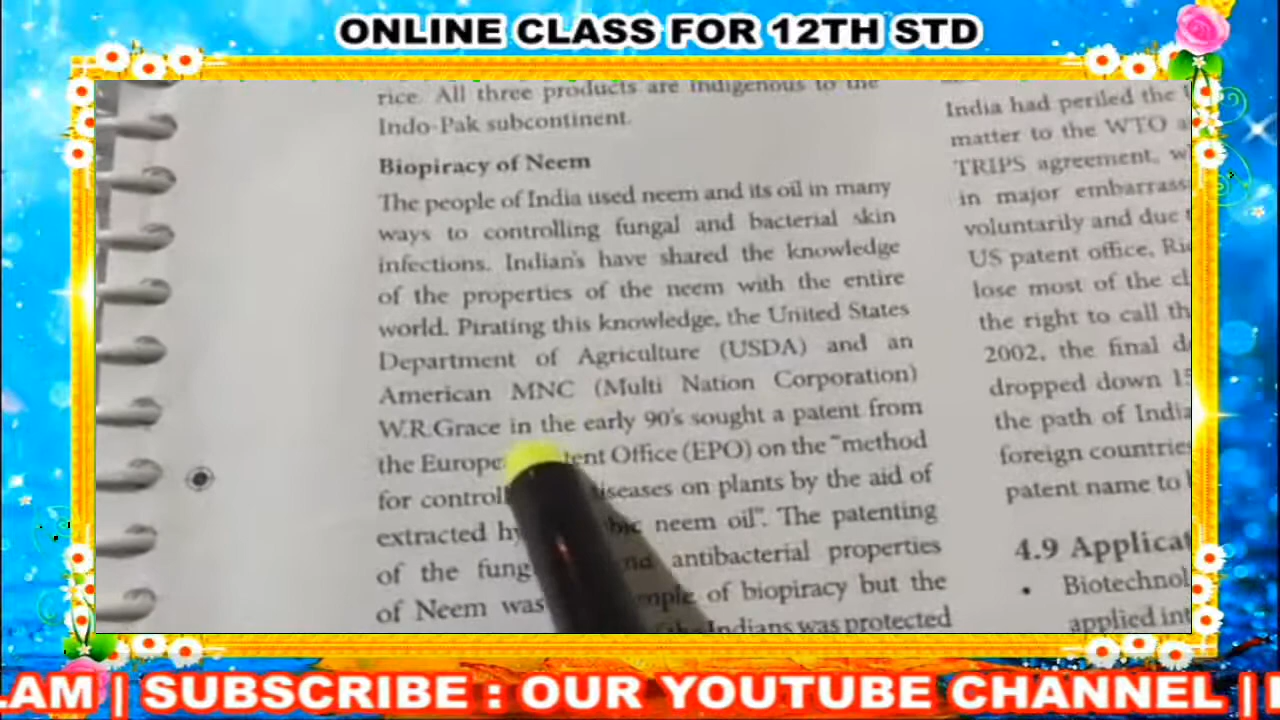 ONLINE CLASS FOR 12TH STD
rice. All three products are indigenous to the
Indo-Pak subcontinent.
Biopiracy of Neem
The people of India used neem and its oil in many
ways to controlling fungal and bacterial skin
infections. Indian's have shared the knowledge
of the properties of the neem with the entire
world. Pirating this knowledge, the United States
Department of Agriculture (USDA) and an
American MNC (Multi Nation Corporation)
W.R.Grace in the early 90's sought a patent from
the Europe tent Office (EPO) on the "method
for control iseases on plants by the aid of
extracted hy bic neem oil". The patenting
of the fung nd antibacterial properties
of Neem was mple of biopiracy but the
Indians was protected
India had periled the
matter to the WTO
TRIPS agreement, w
in major embarrass
voluntarily and due
US patent office, Ric
lose most of the cl
the right to call th
2002, the final d
dropped down 15
the path of India
foreign countries
patent name to
4.9 Applicat
• Biotechnol
applied int
LAM | SUBSCRIBE : OUR YOUTUBE CHANNEL |